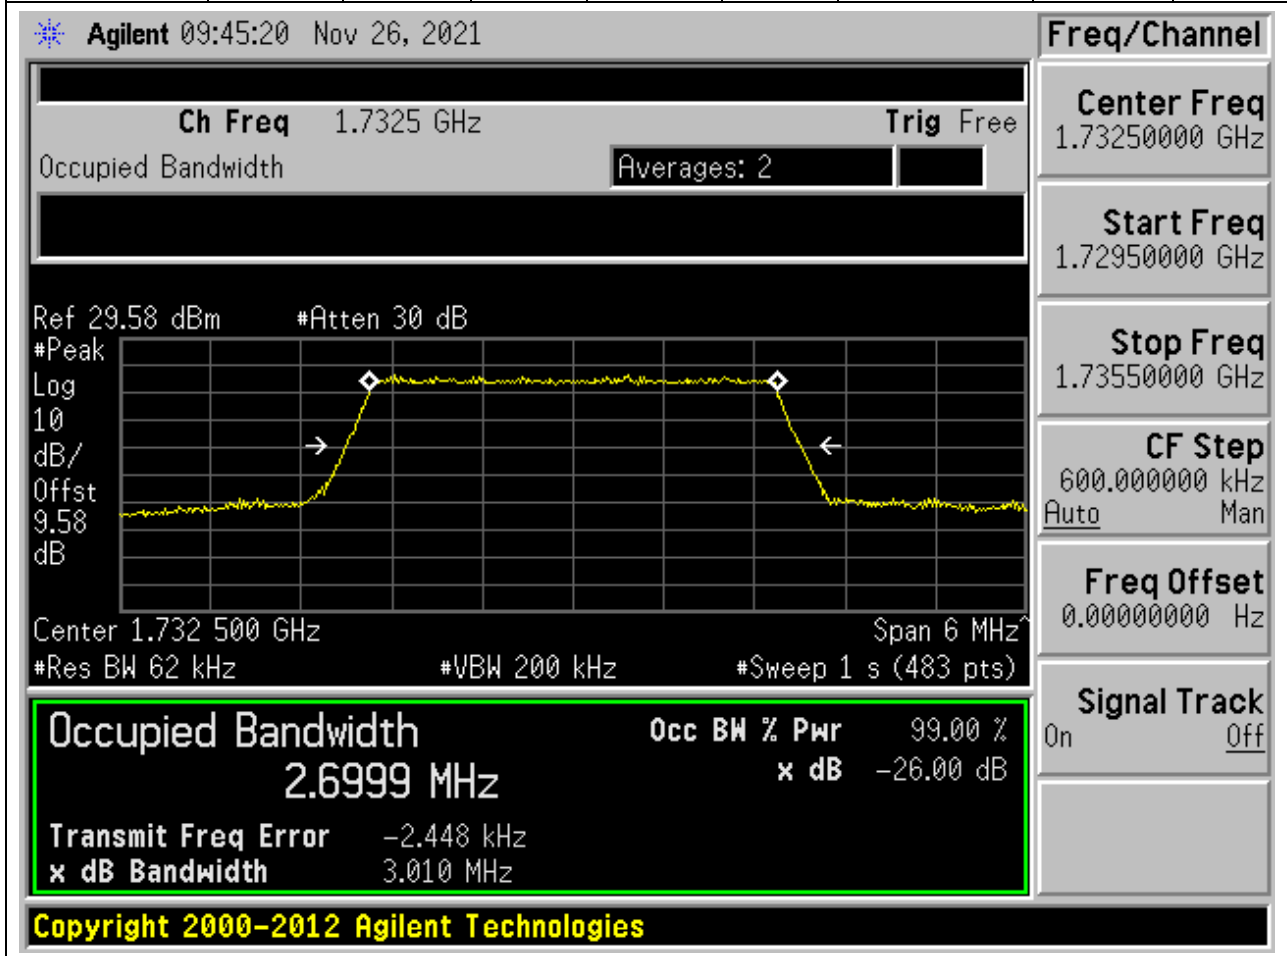 Agilent 09:45:20 Nov 26, 2021
Freq/Channel
Ch Freq 1.7325 GHz Trig Free
Occupied Bandwidth Averages: 2
Ref 29.58 dBm #Atten 30 dB
#Peak
Log
10
dB/
Offst
9.58
dB
Center 1.732 500 GHz Span 6 MHz^
#Res BW 62 kHz #VBW 200 kHz #Sweep 1 s (483 pts)
Occupied Bandwidth
2.6999 MHz
Occ BW % Pwr 99.00 %
x dB -26.00 dB
Transmit Freq Error -2.448 kHz
x dB Bandwidth 3.010 MHz
Copyright 2000-2012 Agilent Technologies
Center Freq
1.73250000 GHz
Start Freq
1.72950000 GHz
Stop Freq
1.73550000 GHz
CF Step
600.000000 kHz
Auto Man
Freq Offset
0.00000000 Hz
Signal Track
On Off